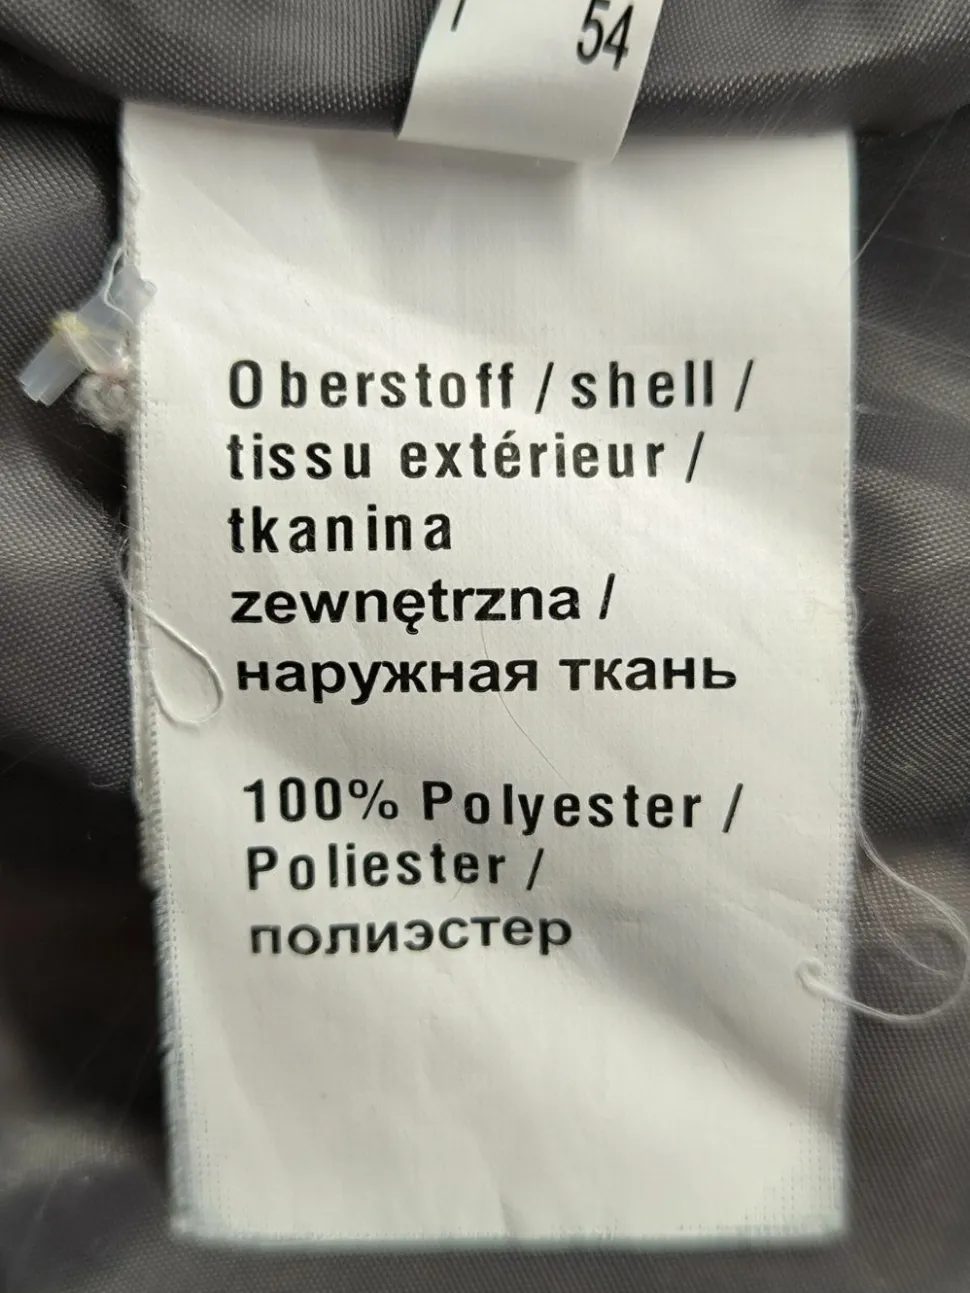 54
Oberstoff / shell /
tissu extérieur /
tkanina
zewnętrzna /
наружная ткань
100% Polyester /
Poliester /
полиэстер